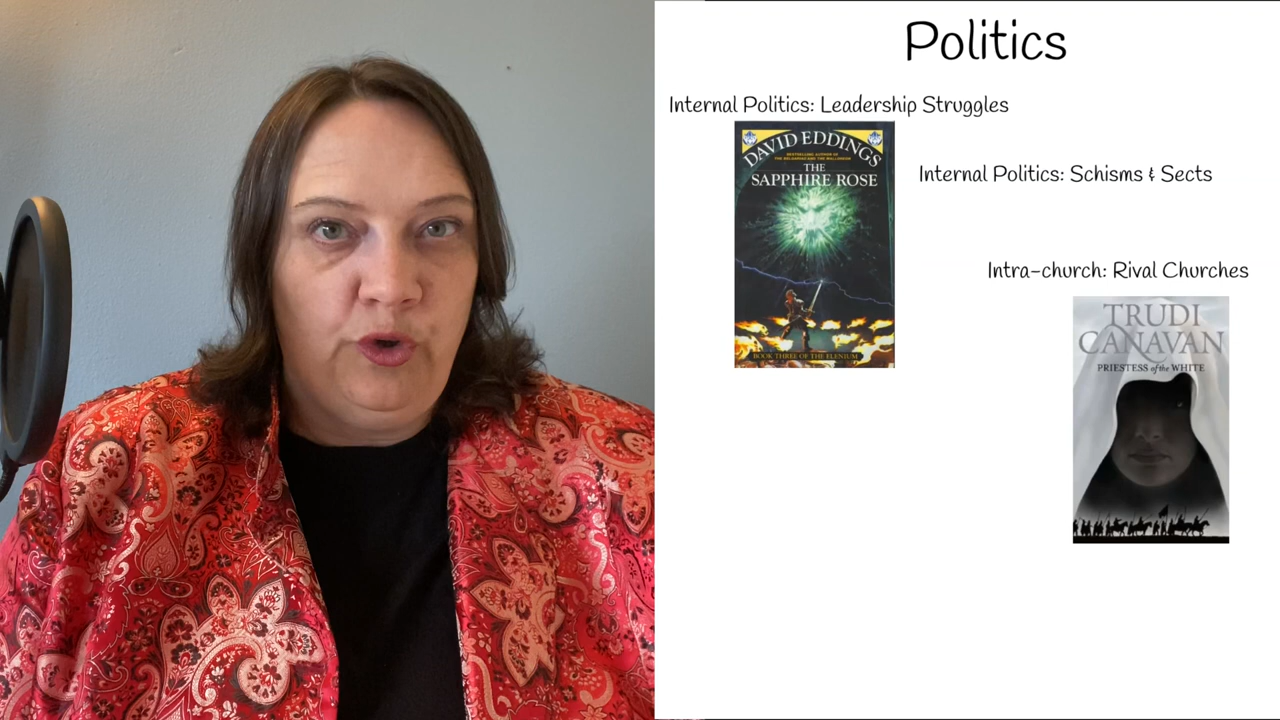 Politics
Internal Politics: Leadership Struggles
DAVID EDDINGS
BESTSELLING AUTHOR OF
THE BELGARIAD AND THE MALLOREON
THE
SAPPHIRE ROSE
BOOK THREE OF THE ELENIUM
Internal Politics: Schisms & Sects
Intra-church: Rival Churches
TRUDI
CANAVAN
PRIESTESS of the WHITE